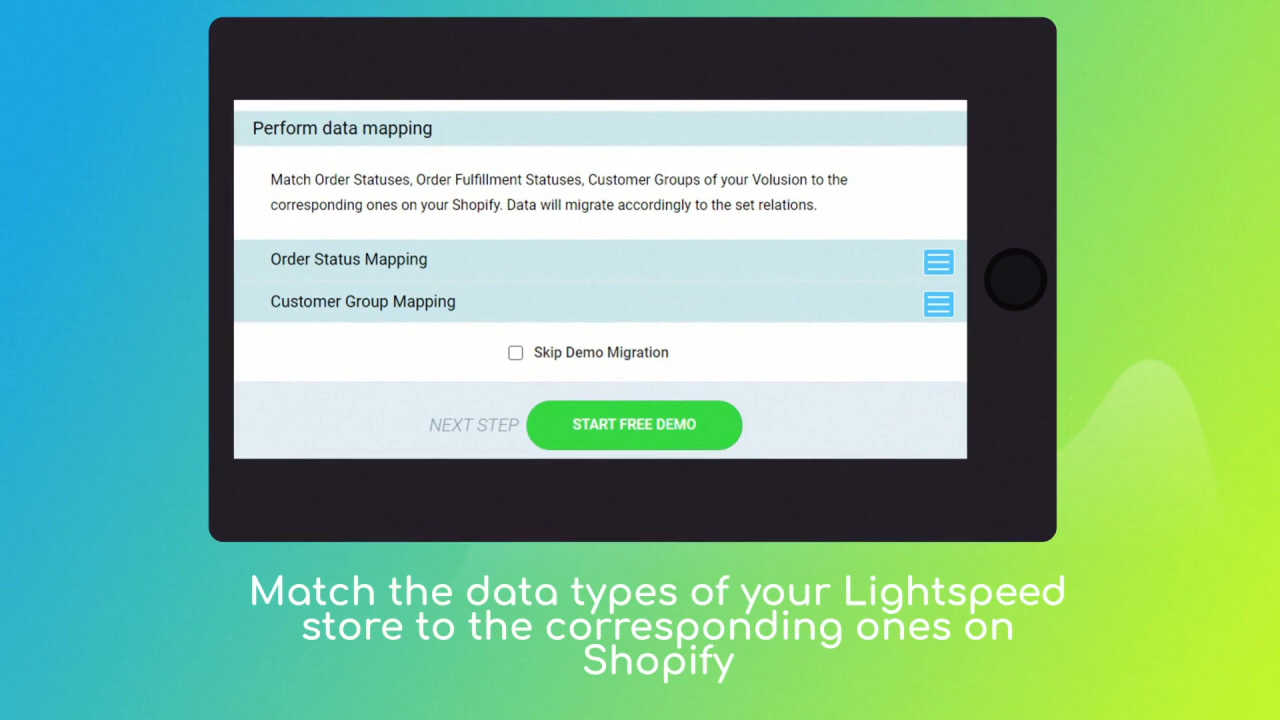 Perform data mapping
Match Order Statuses, Order Fulfillment Statuses, Customer Groups of your Volusion to the
corresponding ones on your Shopify. Data will migrate accordingly to the set relations.
Order Status Mapping
Customer Group Mapping
Skip Demo Migration
NEXT STEP START FREE DEMO
Match the data types of your Lightspeed
store to the corresponding ones on
Shopify